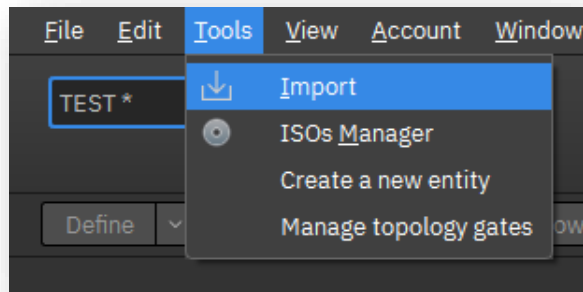 File Edit Tools View Account Window
TEST * Import
ISOs Manager
Create a new entity
Define Manage topology gates